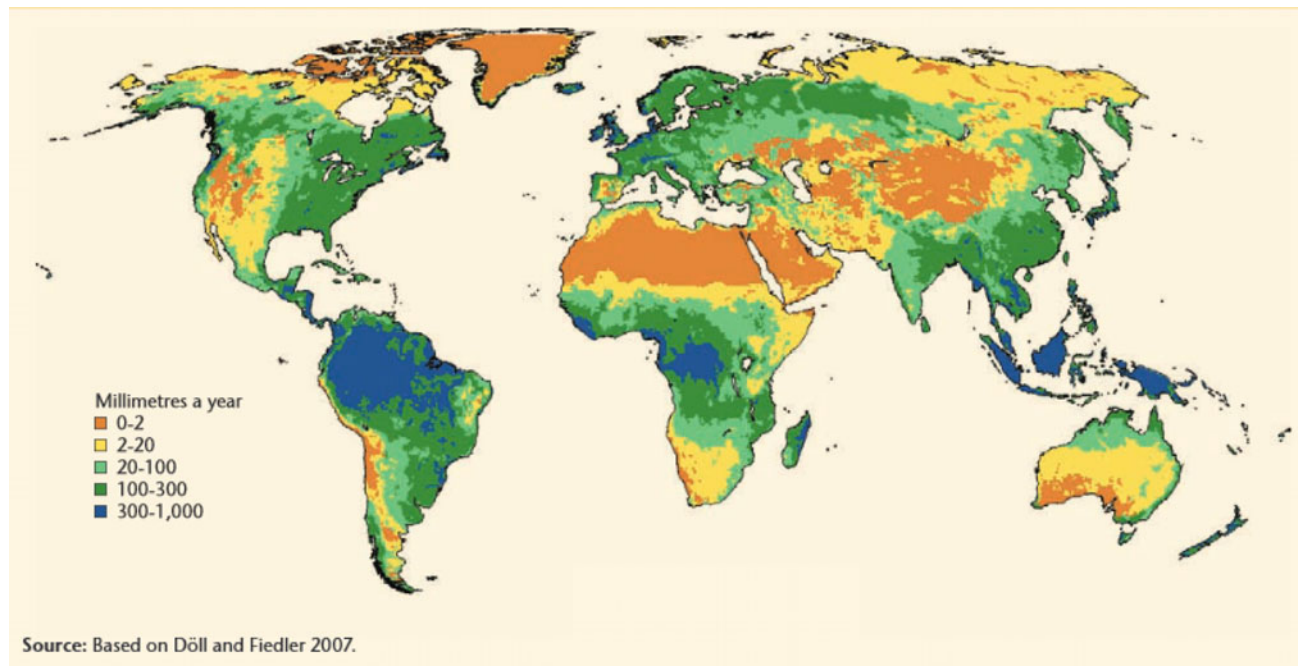 Millimetres a year
0-2
2-20
20-100
100-300
300-1,000
Source: Based on Döll and Fiedler 2007.